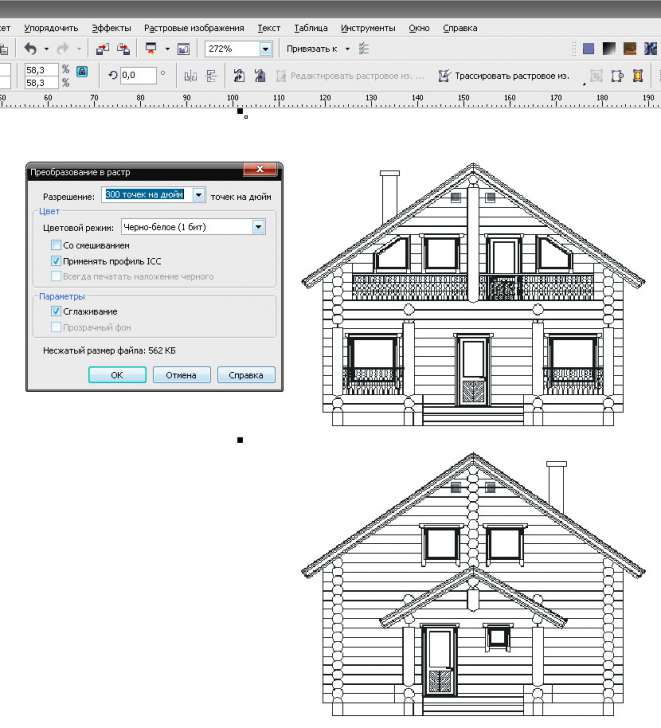 кет Упорядочить Эффекты Растровые изображения Текст Таблица Инструменты Окно Справка
272% Привязать к
58,3 %
58,3 %
0,0 °
Редактировать растровое из. ...
Трассировать растровое из.
60 70 80 90 100 110 120 130 140 150 160 170 180 190
Преобразование в растр
Разрешение: 300 точек на дюйм точек на дюйм
Цвет
Цветовой режим: Черно-белое (1 бит)
Со смешиванием
Применять профиль ICC
Всегда печатать наложение черного
Параметры
Сглаживание
Прозрачный фон
Несжатый размер файла: 562 КБ
OK Отмена Справка